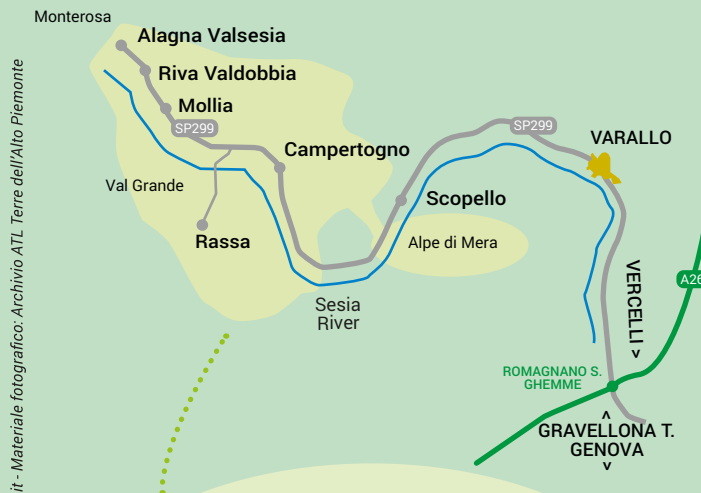 Monterosa
Alagna Valsesia
Riva Valdobbia
Mollia
SP299
SP299
VARALLO
Campertogno
Val Grande
Scopello
Rassa
Alpe di Mera
Sesia
River
VERCELLI >
A26
ROMAGNANO S.
GHEMME
^
GRAVELLONA T.
GENOVA
v
it - Materiale fotografico: Archivio ATL Terre dell'Alto Piemonte